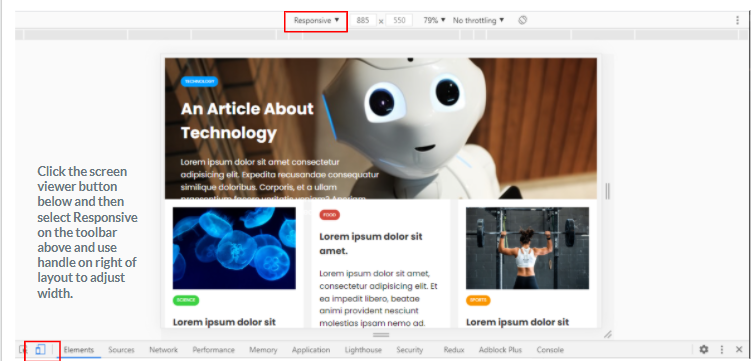 Responsive ▼ 885 x 550 79% ▼ No throttling ▼
TECHNOLOGY
An Article About
Technology
Lorem ipsum dolor sit amet consectetur
adipisicing elit. Expedita recusandae consequatur
similique doloribus. Corporis, et a ullam
Click the screen
viewer button
below and then
select Responsive
on the toolbar
above and use
handle on right of
layout to adjust
width.
SCIENCE
Lorem ipsum dolor sit
FOOD
Lorem ipsum dolor sit
amet.
Lorem ipsum dolor sit amet,
consectetur adipisicing elit. Et
ea impedit libero, beatae
animi provident nesciunt
molestias ipsam nemo ad.
SPORTS
Lorem ipsum dolor sit
Elements Sources Network Performance Memory Application Lighthouse Security Redux Adblock Plus Console